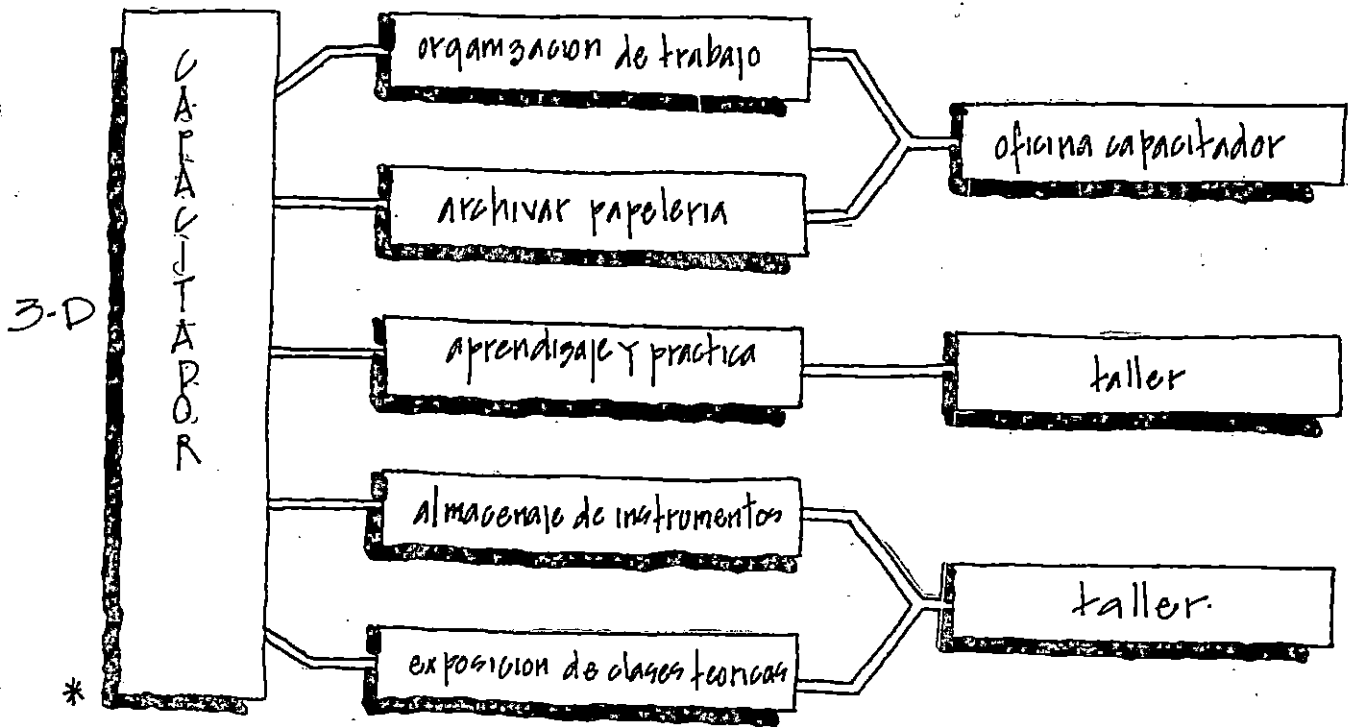 CAPACITADOR
organizacion de trabajo
oficina capacitador
archivar papeleria
3-D
aprendizaje y practica
taller
almacenaje de instrumentos
taller.
exposicion de clases teoricas
*